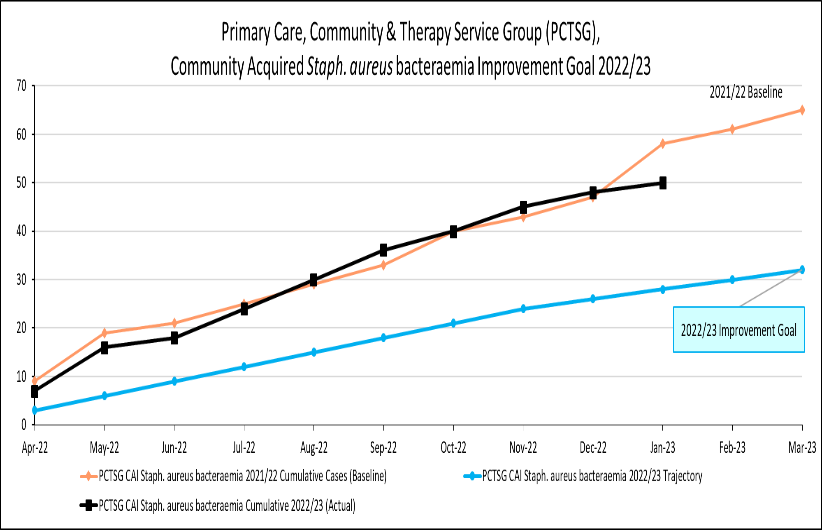 Primary Care, Community & Therapy Service Group (PCTSG),
Community Acquired Staph. aureus bacteraemia Improvement Goal 2022/23
70
2021/22 Baseline
60
50
40
30
2022/23 Improvement Goal
20
10
0
Apr-22 May-22 Jun-22 Jul-22 Aug-22 Sep-22 Oct-22 Nov-22 Dec-22 Jan-23 Feb-23 Mar-23
PCTSG CAI Staph. aureus bacteraemia 2021/22 Cumulative Cases (Baseline) PCTSG CAI Staph. aureus bacteraemia 2022/23 Trajectory
PCTSG CAI Staph. aureus bacteraemia Cumulative 2022/23 (Actual)